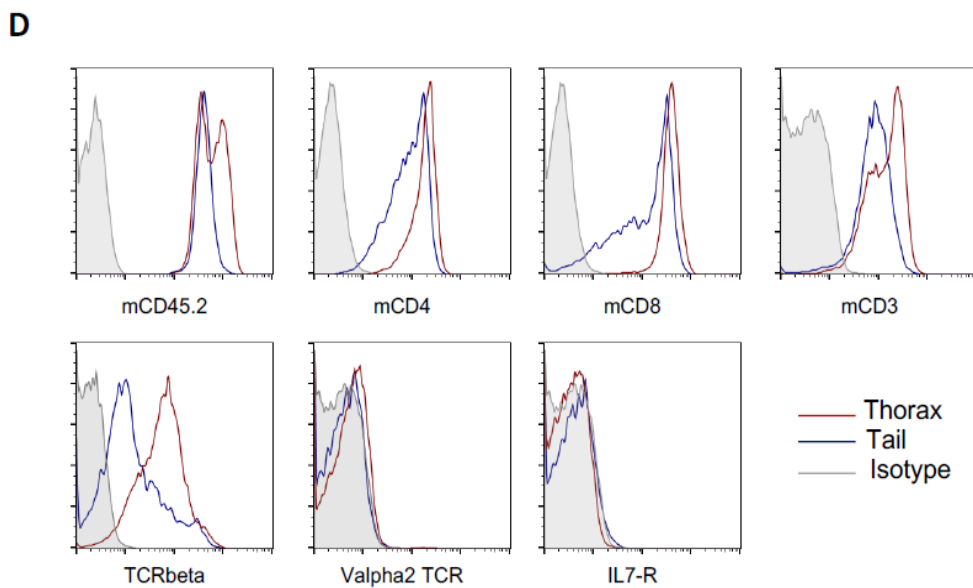 D
mCD45.2 mCD4 mCD8 mCD3
TCRbeta Valpha2 TCR IL7-R
Thorax
Tail
Isotype